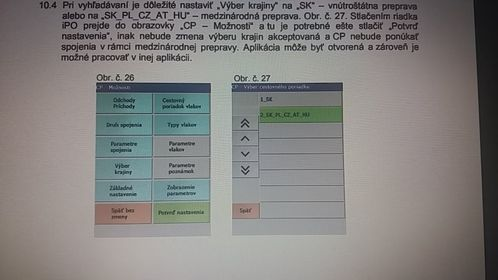 10.4 Pri vyhľadávaní je dôležité nastaviť „Výber krajiny" na „SK" – vnútroštátna preprava
alebo na „SK_PL_CZ_AT_HU" – medzinárodná preprava. Obr. č. 27. Stlačením riadka
iPO prejde do obrazovky „CP – Možnosti" a tu je potrebné ešte stlačiť „Potvrď
nastavenia", inak nebude zmena výberu krajín akceptovaná a CP nebude ponúkať
spojenia v rámci medzinárodnej prepravy. Aplikácia môže byť otvorená a zároveň je
možné pracovať v inej aplikácii.
Obr. č. 26
Obr. č. 27
CP Možnosti
Odchody Príchody
Cestovný poriadok vlakov
Druh spojenia
Typy vlakov
Parametre spojenia
Parametre vlakov
Výber krajiny
Parametre poznámok
Základné nastavenie
Zobrazenie parametrov
Späť bez zmeny
Potvrď nastavenia
CP Výber cestovného poriadku
1_SK
2_SK_PL_CZ_AT_HU
Späť